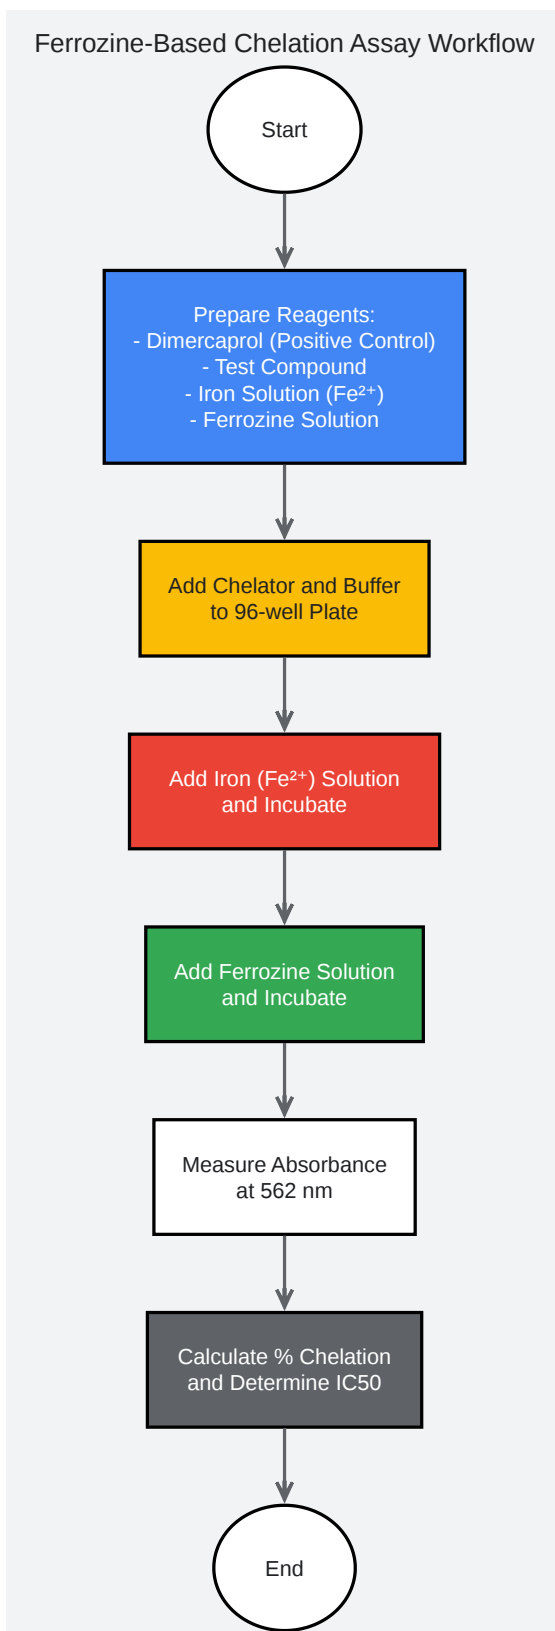 Ferrozine-Based Chelation Assay Workflow
Start
Prepare Reagents:
- Dimercaprol (Positive Control)
- Test Compound
- Iron Solution (Fe²⁺)
- Ferrozine Solution
Add Chelator and Buffer
to 96-well Plate
Add Iron (Fe²⁺) Solution
and Incubate
Add Ferrozine Solution
and Incubate
Measure Absorbance
at 562 nm
Calculate % Chelation
and Determine IC50
End